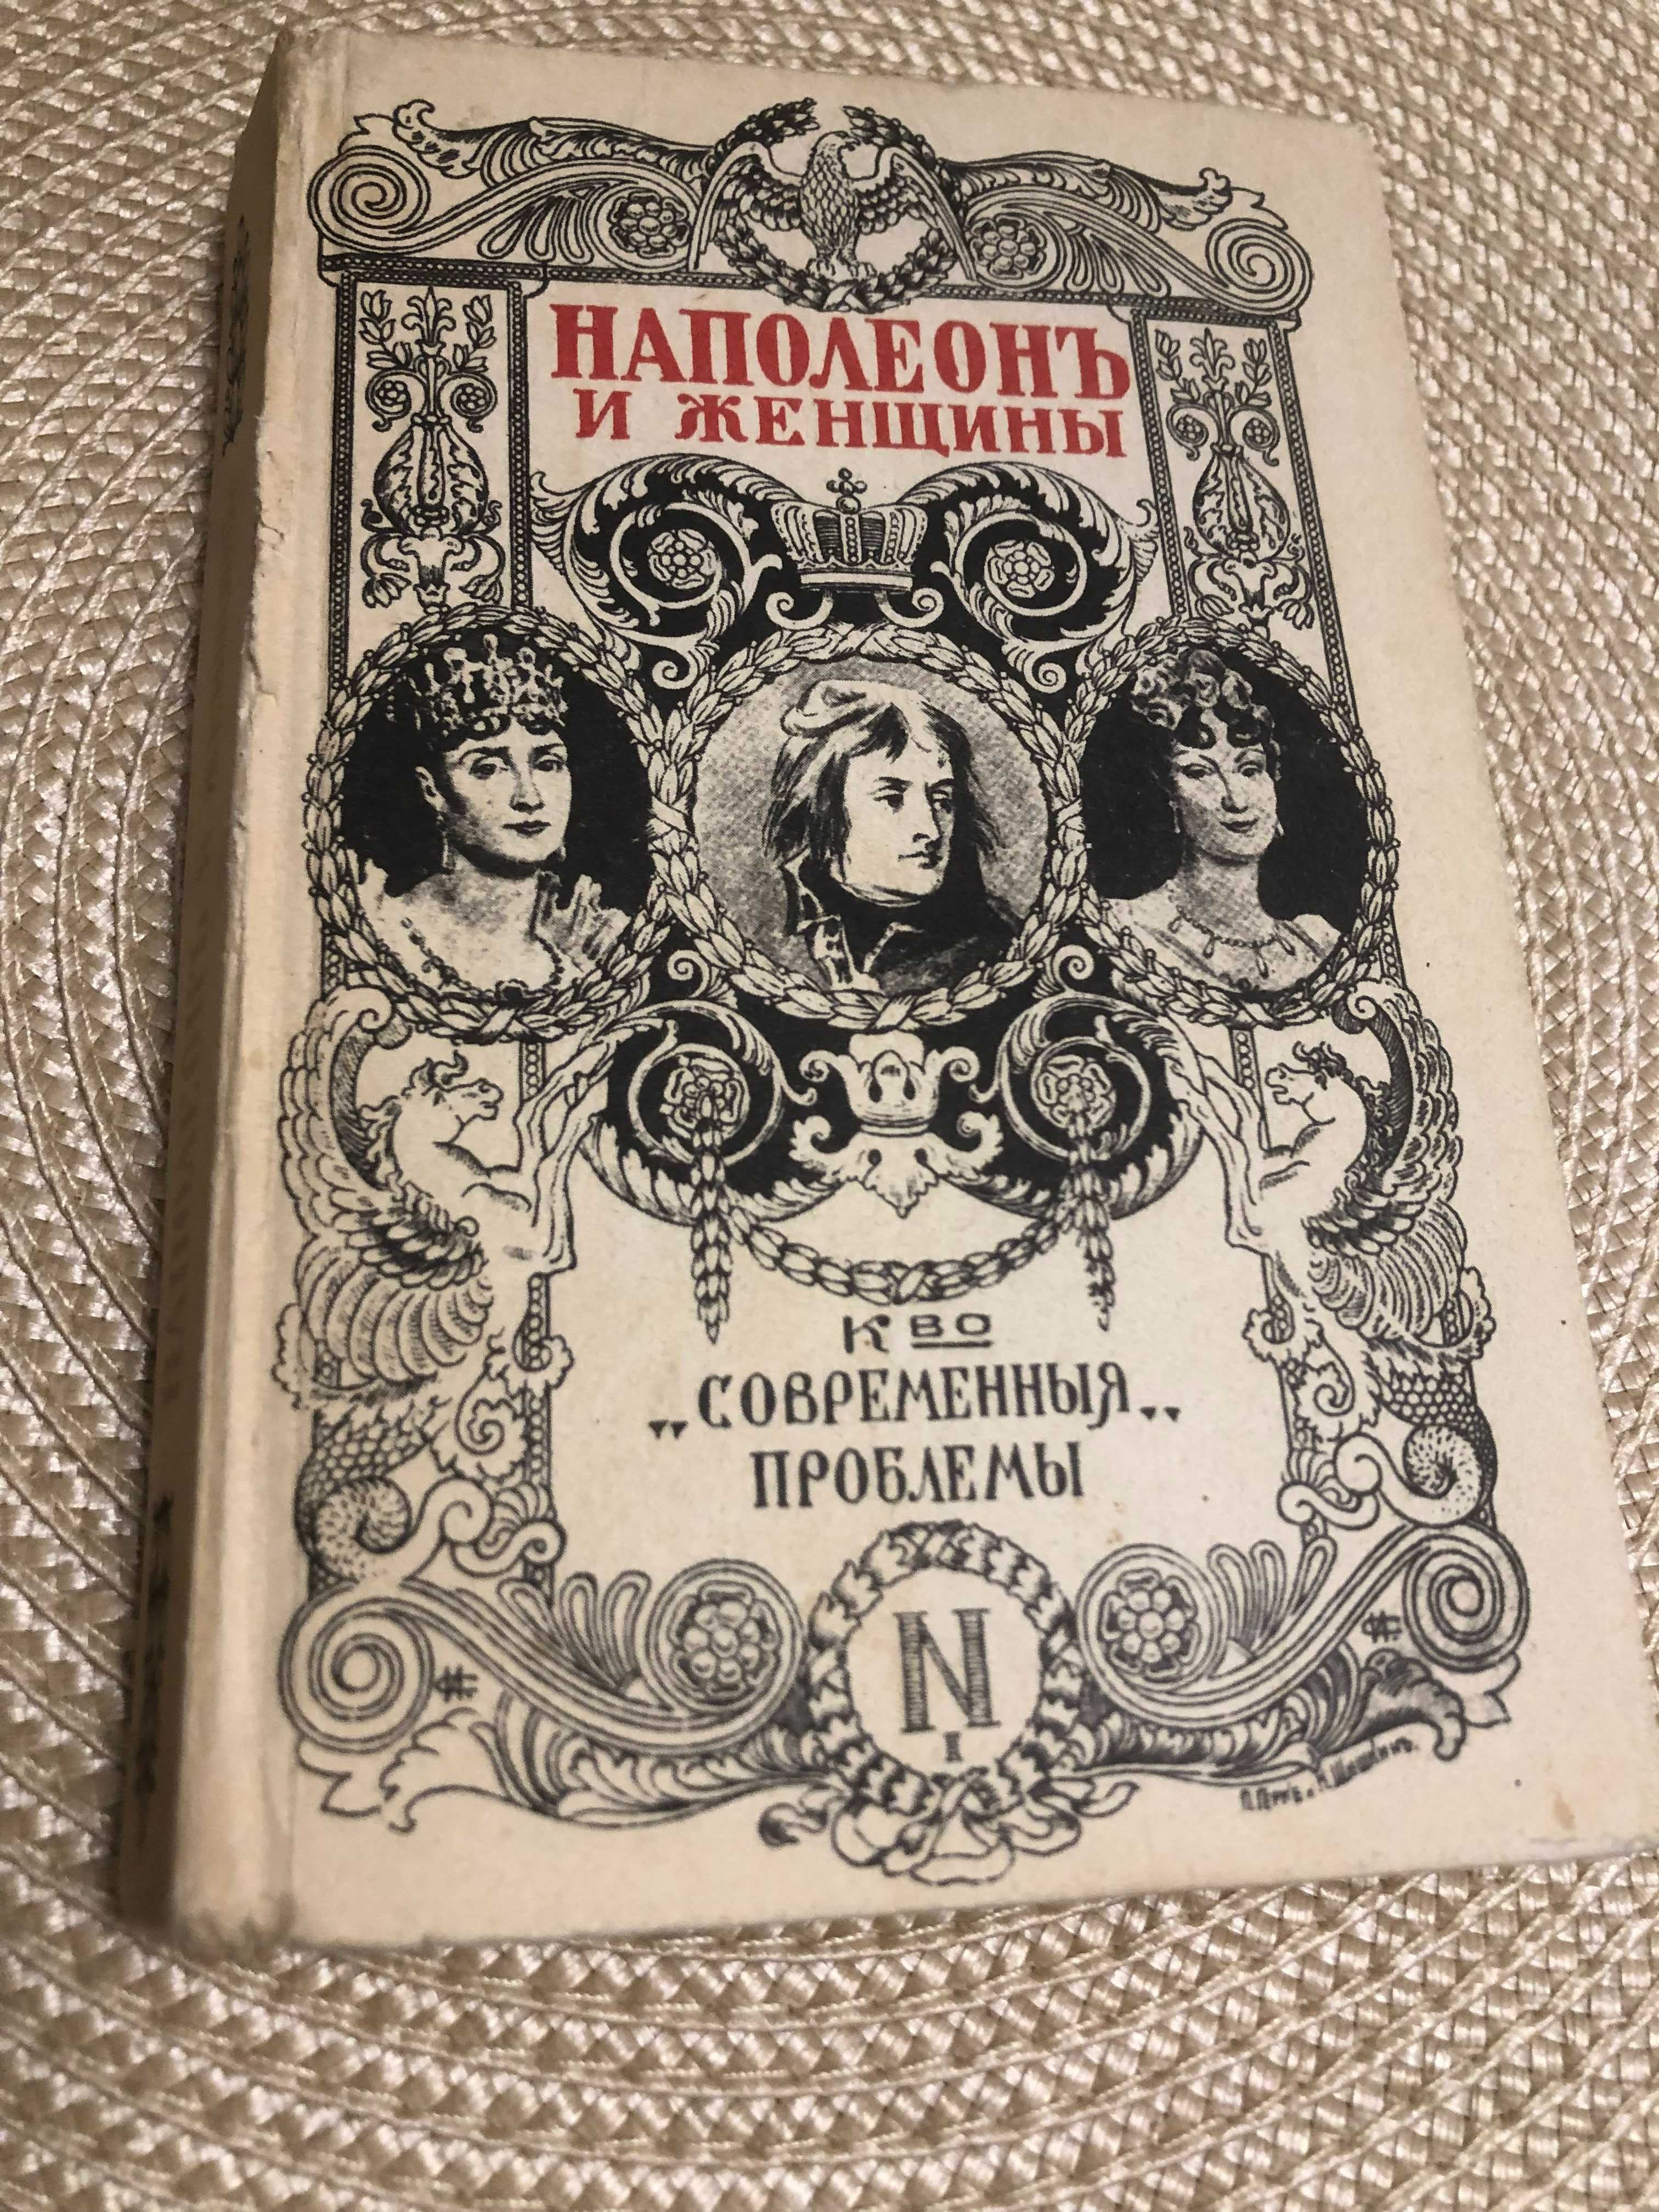 НАПОЛЕОНЪ
И ЖЕНЩИНЫ
К ВО
„СОВРЕМЕННЫЯ„
ПРОБЛЕМЫ
N
I